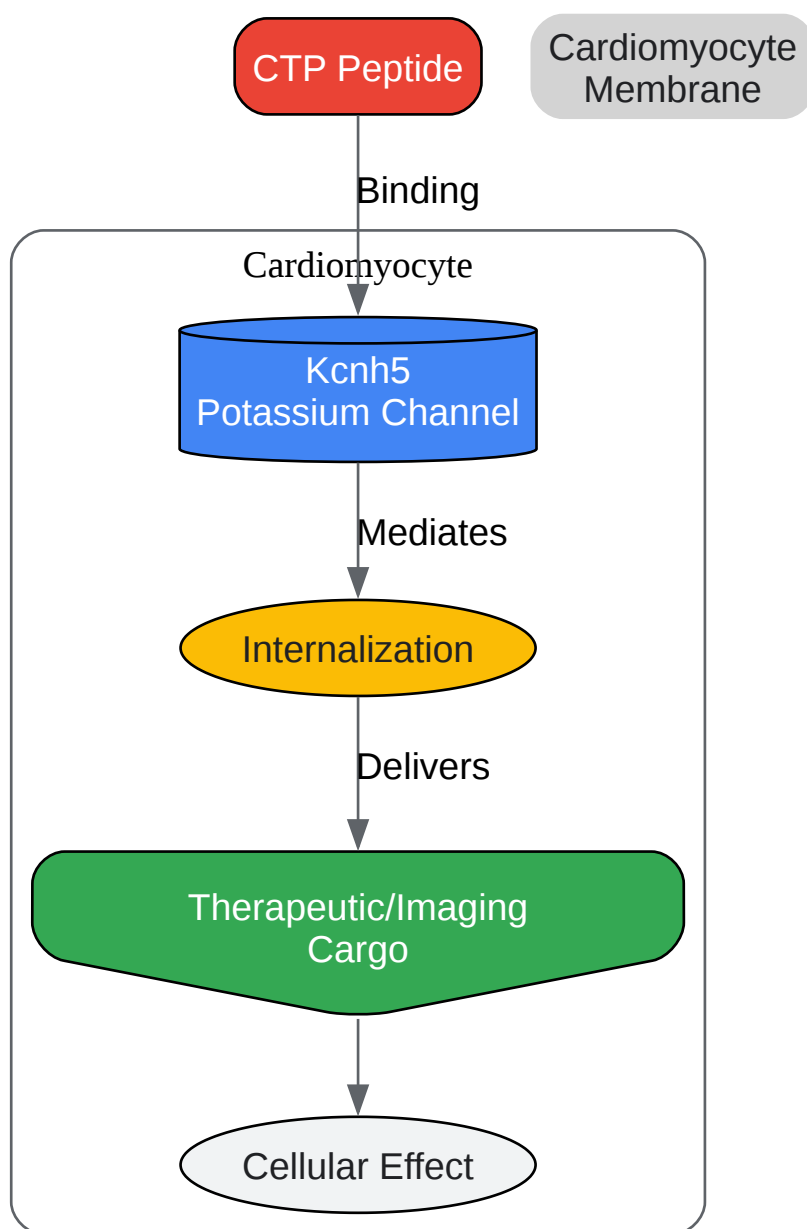 CTP Peptide
Cardiomyocyte
Membrane
Binding
Cardiomyocyte
Kcnh5
Potassium Channel
Mediates
Internalization
Delivers
Therapeutic/Imaging
Cargo
Cellular Effect